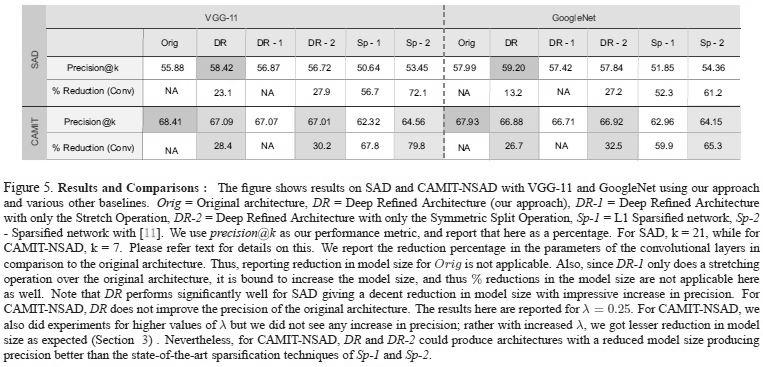 VGG-11 GoogleNet
Orig DR DR - 1 DR - 2 Sp - 1 Sp - 2 Orig DR DR - 1 DR - 2 Sp - 1 Sp - 2
SAD
Precision@k 55.88 58.42 56.87 56.72 50.64 53.45 57.99 59.20 57.42 57.84 51.85 54.36
% Reduction (Conv) NA 23.1 NA 27.9 56.7 72.1 NA 13.2 NA 27.2 52.3 61.2
CAMIT
Precision@k 68.41 67.09 67.07 67.01 62.32 64.56 67.93 66.88 66.71 66.92 62.96 64.15
% Reduction (Conv) NA 28.4 NA 30.2 67.8 79.8 NA 26.7 NA 32.5 59.9 65.3
Figure 5. Results and Comparisons : The figure shows results on SAD and CAMIT-NSAD with VGG-11 and GoogleNet using our approach
and various other baselines. Orig = Original architecture, DR = Deep Refined Architecture (our approach), DR-1 = Deep Refined Architecture
with only the Stretch Operation, DR-2 = Deep Refined Architecture with only the Symmetric Split Operation, Sp-1 = L1 Sparsified network, Sp-2
- Sparsified network with [11]. We use precision@k as our performance metric, and report that here as a percentage. For SAD, k = 21, while for
CAMIT-NSAD, k = 7. Please refer text for details on this. We report the reduction percentage in the parameters of the convolutional layers in
comparison to the original architecture. Thus, reporting reduction in model size for Orig is not applicable. Also, since DR-1 only does a stretching
operation over the original architecture, it is bound to increase the model size, and thus % reductions in the model size are not applicable here
as well. Note that DR performs significantly well for SAD giving a decent reduction in model size with impressive increase in precision. For
CAMIT-NSAD, DR does not improve the precision of the original architecture. The results here are reported for λ = 0.25. For CAMIT-NSAD, we
also did experiments for higher values of λ but we did not see any increase in precision; rather with increased λ, we got lesser reduction in model
size as expected (Section 3) . Nevertheless, for CAMIT-NSAD, DR and DR-2 could produce architectures with a reduced model size producing
precision better than the state-of-the-art sparsification techniques of Sp-1 and Sp-2.